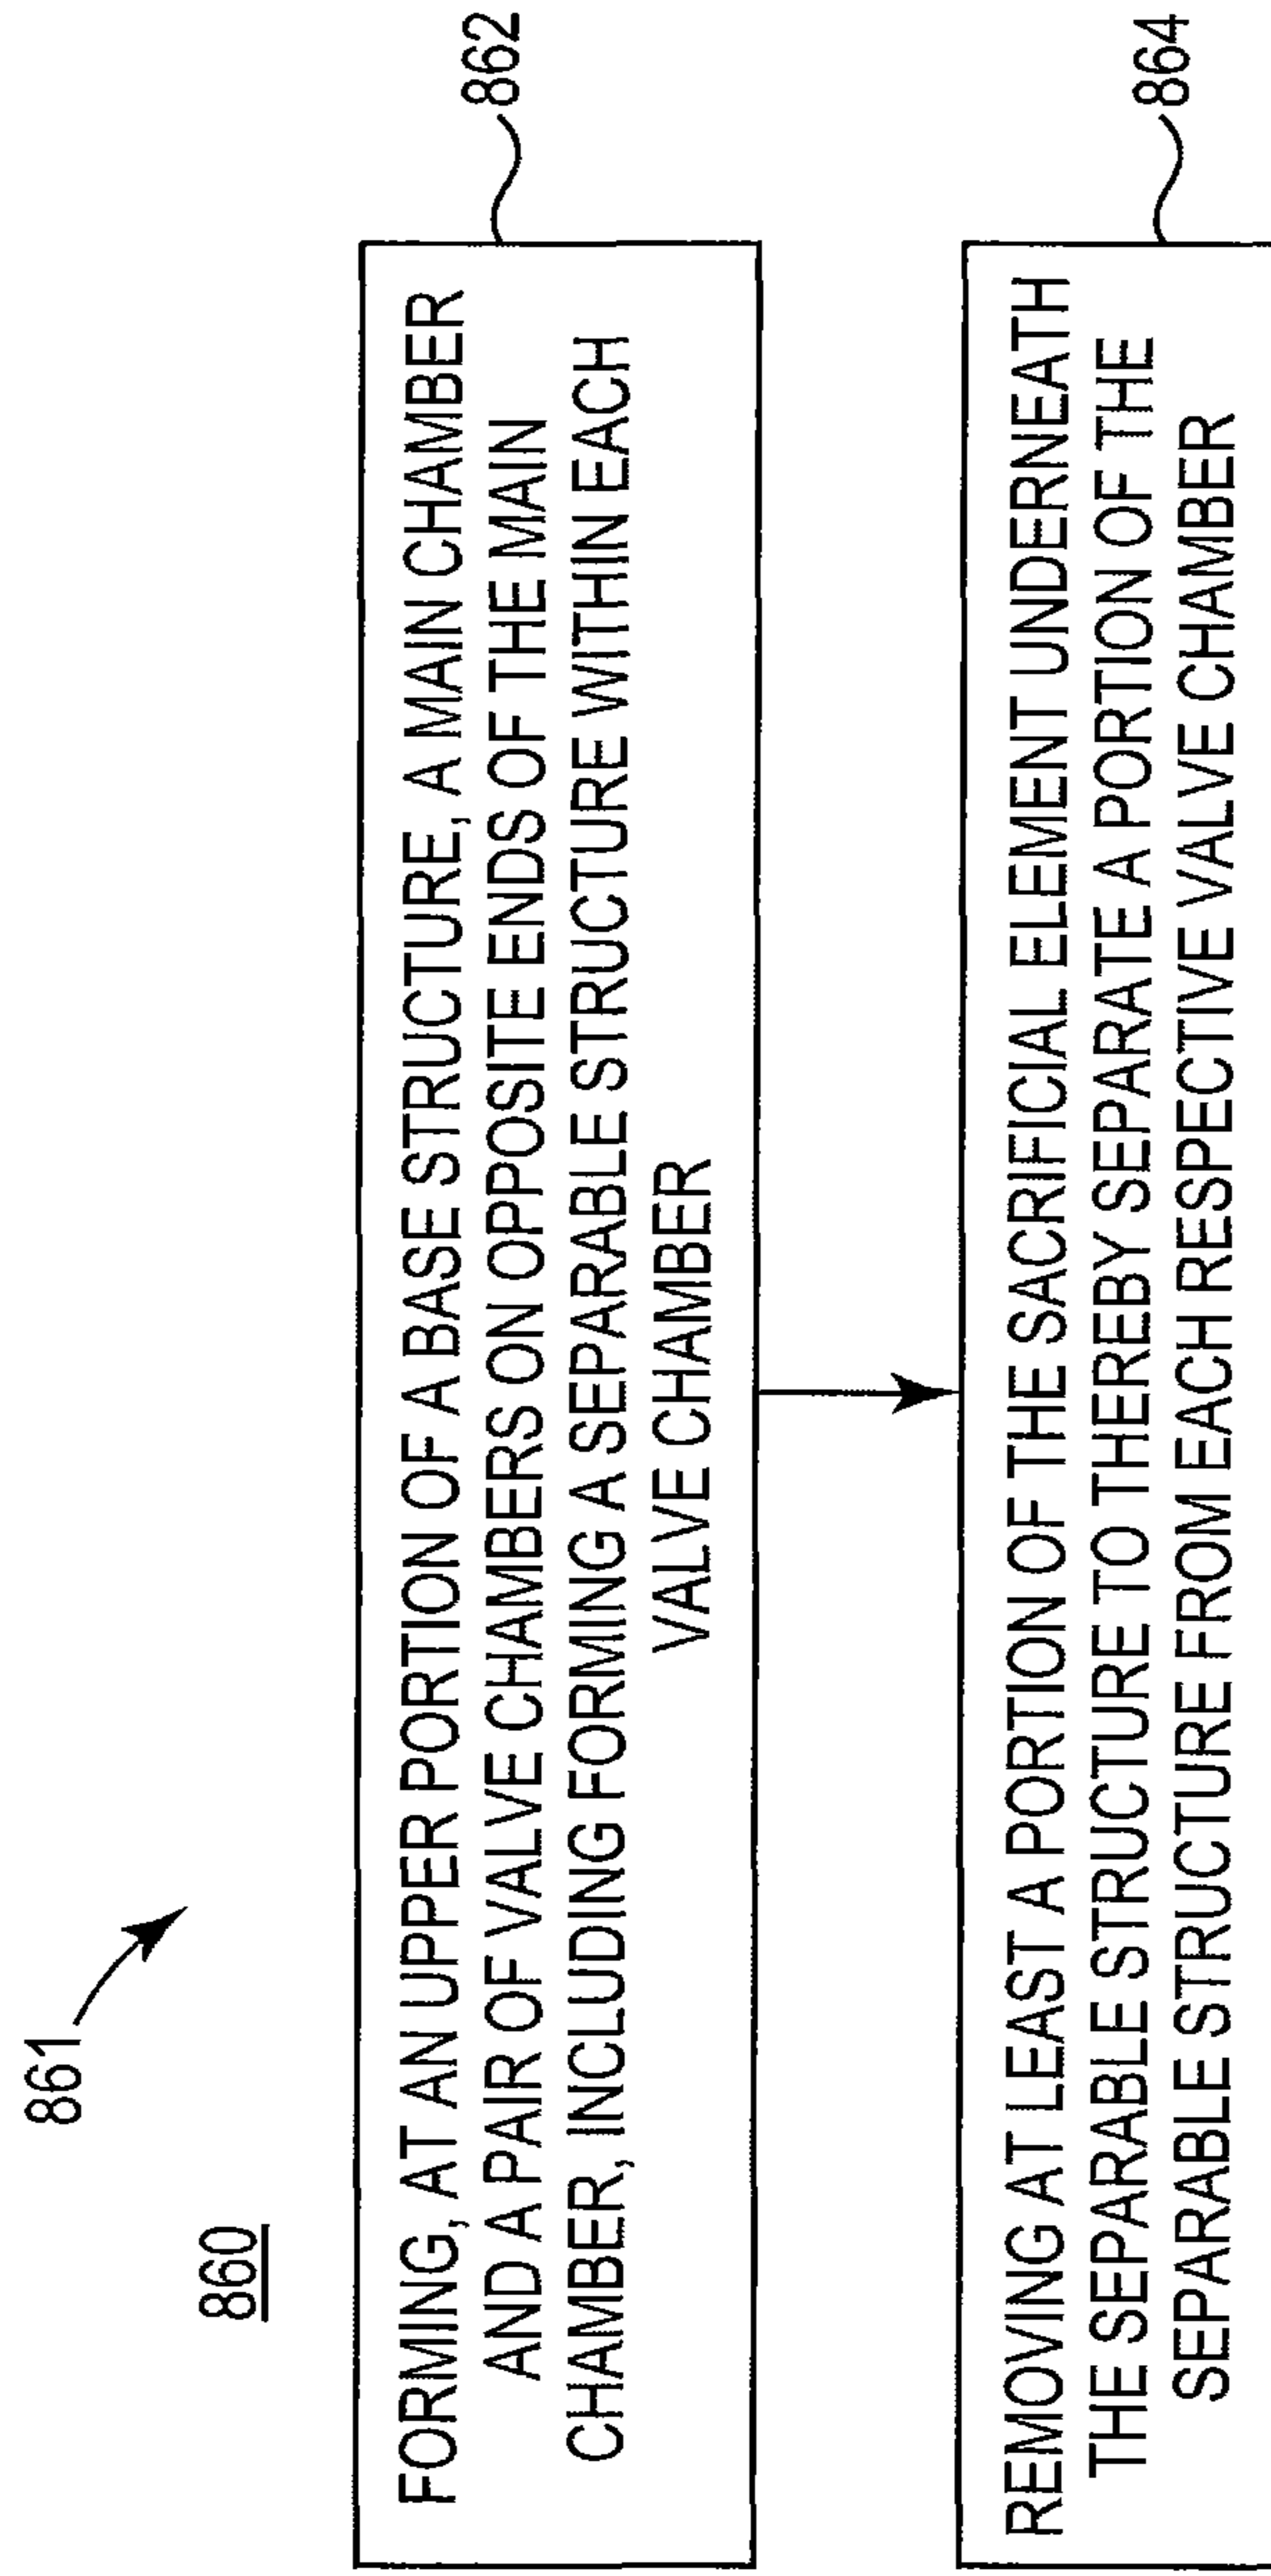 861
860
FORMING, AT AN UPPER PORTION OF A BASE STRUCTURE, A MAIN CHAMBER
AND A PAIR OF VALVE CHAMBERS ON OPPOSITE ENDS OF THE MAIN
CHAMBER, INCLUDING FORMING A SEPARABLE STRUCTURE WITHIN EACH
VALVE CHAMBER
862
REMOVING AT LEAST A PORTION OF THE SACRIFICIAL ELEMENT UNDERNEATH
THE SEPARABLE STRUCTURE TO THEREBY SEPARATE A PORTION OF THE
SEPARABLE STRUCTURE FROM EACH RESPECTIVE VALVE CHAMBER
864